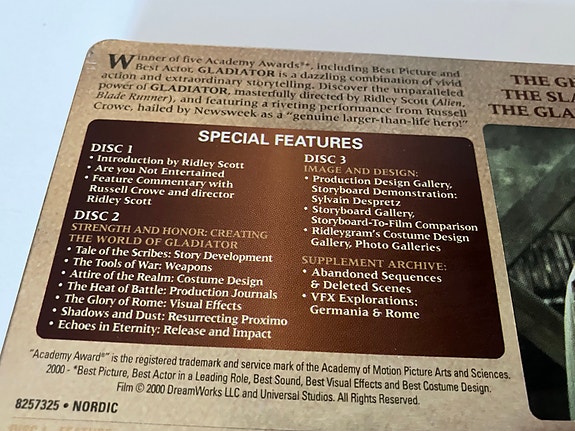 Winner of five Academy Awards®*, including Best Picture and
Best Actor, GLADIATOR is a dazzling combination of vivid
action and extraordinary storytelling. Discover the unparalleled
power of GLADIATOR, masterfully directed by Ridley Scott (Alien,
Blade Runner), and featuring a riveting performance from Russell
Crowe, hailed by Newsweek as a “genuine larger-than-life hero!”
THE SLA
THE GLA
SPECIAL FEATURES
DISC 1
• Introduction by Ridley Scott
• Are you Not Entertained
• Feature Commentary with
Russell Crowe and director
Ridley Scott
DISC 2
STRENGTH AND HONOR: CREATING
THE WORLD OF GLADIATOR
• Tale of the Scribes: Story Development
• The Tools of War: Weapons
• Attire of the Realm: Costume Design
• The Heat of Battle: Production Journals
• The Glory of Rome: Visual Effects
• Shadows and Dust: Resurrecting Proximo
• Echoes in Eternity: Release and Impact
DISC 3
IMAGE AND DESIGN:
• Production Design Gallery,
Storyboard Demonstration:
Sylvain Despretz
• Storyboard Gallery,
Storyboard-To-Film Comparison
• Ridleygram's Costume Design
Gallery, Photo Galleries
SUPPLEMENT ARCHIVE:
• Abandoned Sequences
& Deleted Scenes
• VFX Explorations:
Germania & Rome
“Academy Award®” is the registered trademark and service mark of the Academy of Motion Picture Arts and Sciences.
2000 - *Best Picture, Best Actor in a Leading Role, Best Sound, Best Visual Effects and Best Costume Design.
Film © 2000 DreamWorks LLC and Universal Studios. All Rights Reserved.
8257325 • NORDIC